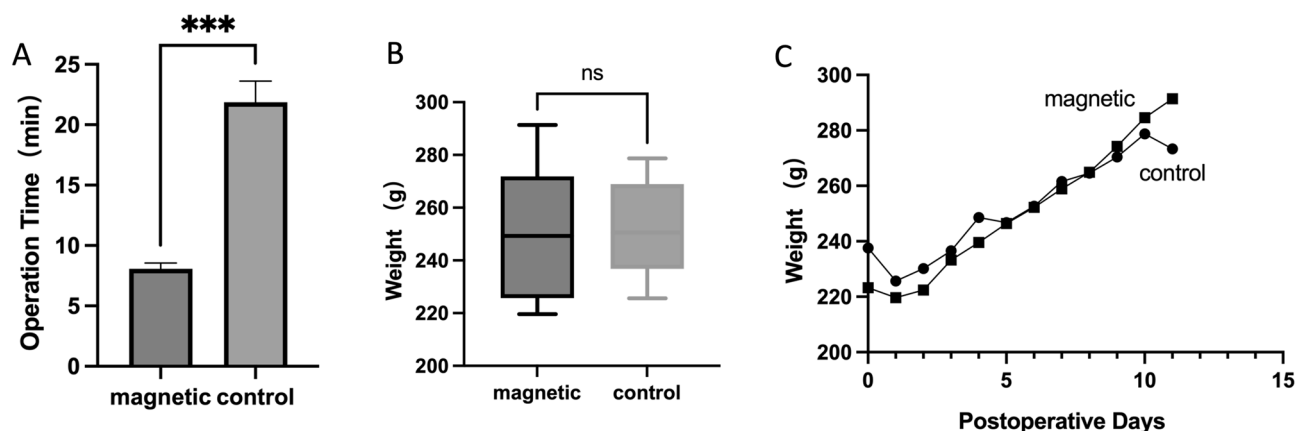 A
***
Operation Time (min)
25
20
15
10
5
0
magnetic control
B
ns
Weight (g)
300
280
260
240
220
200
magnetic control
C
Weight (g)
300
280
260
240
220
200
magnetic
control
0 5 10 15
Postoperative Days